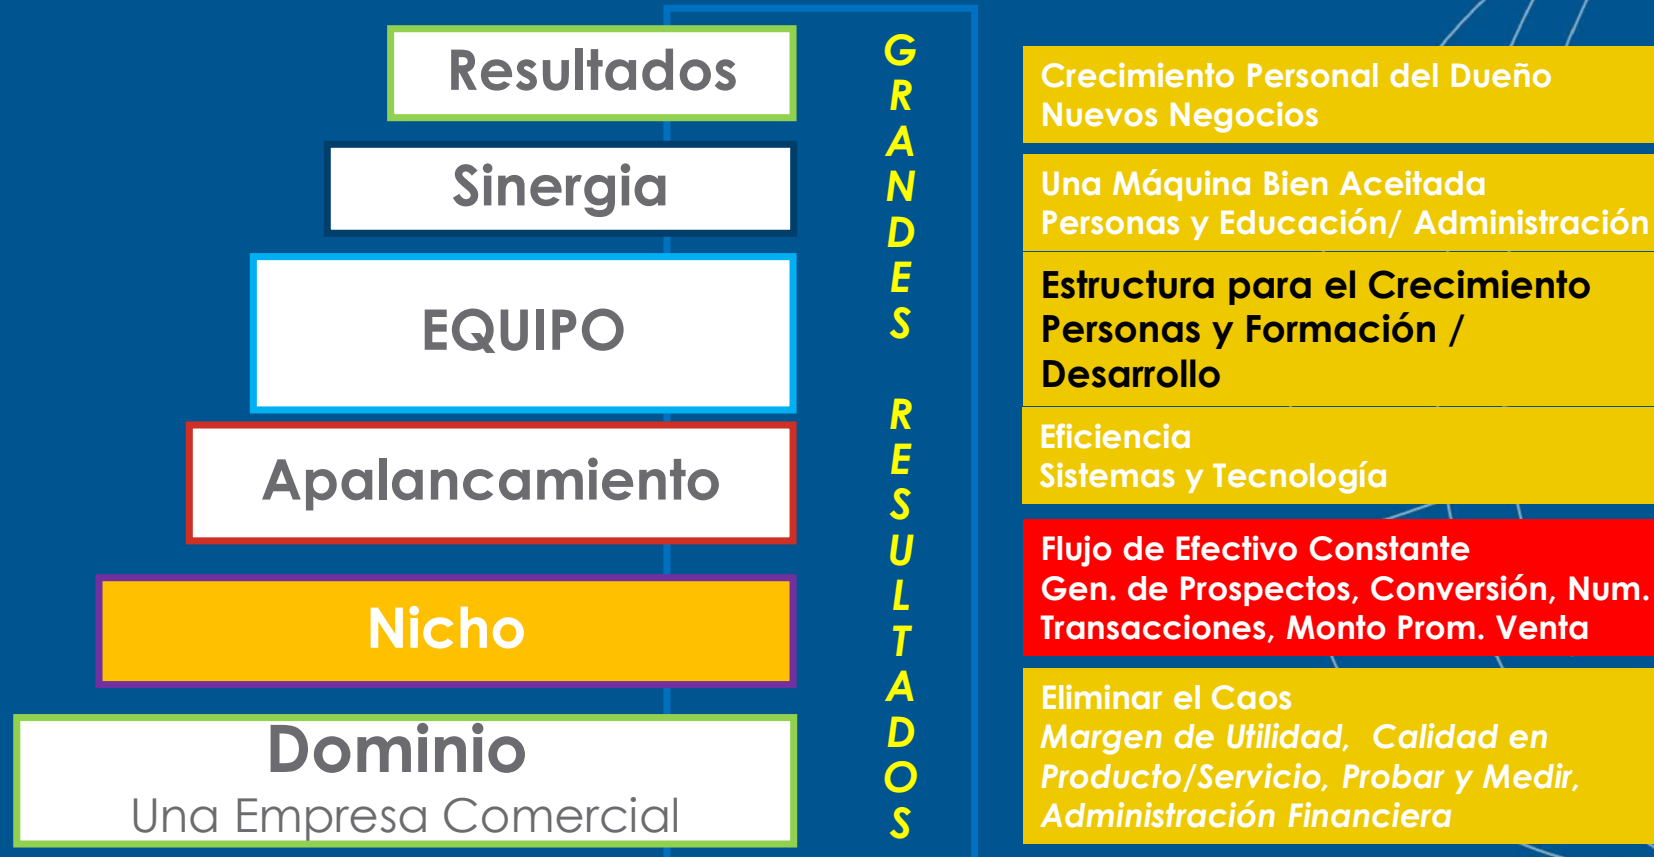 Resultados
Sinergia
EQUIPO
Apalancamiento
Nicho
Dominio
Una Empresa Comercial
G
R
A
N
D
E
S
R
E
S
U
L
T
A
D
O
S
Crecimiento Personal del Dueño
Nuevos Negocios
Una Máquina Bien Aceitada
Personas y Educación/ Administración
Estructura para el Crecimiento
Personas y Formación /
Desarrollo
Eficiencia
Sistemas y Tecnología
Flujo de Efectivo Constante
Gen. de Prospectos, Conversión, Num.
Transacciones, Monto Prom. Venta
Eliminar el Caos
Margen de Utilidad, Calidad en
Producto/Servicio, Probar y Medir,
Administración Financiera